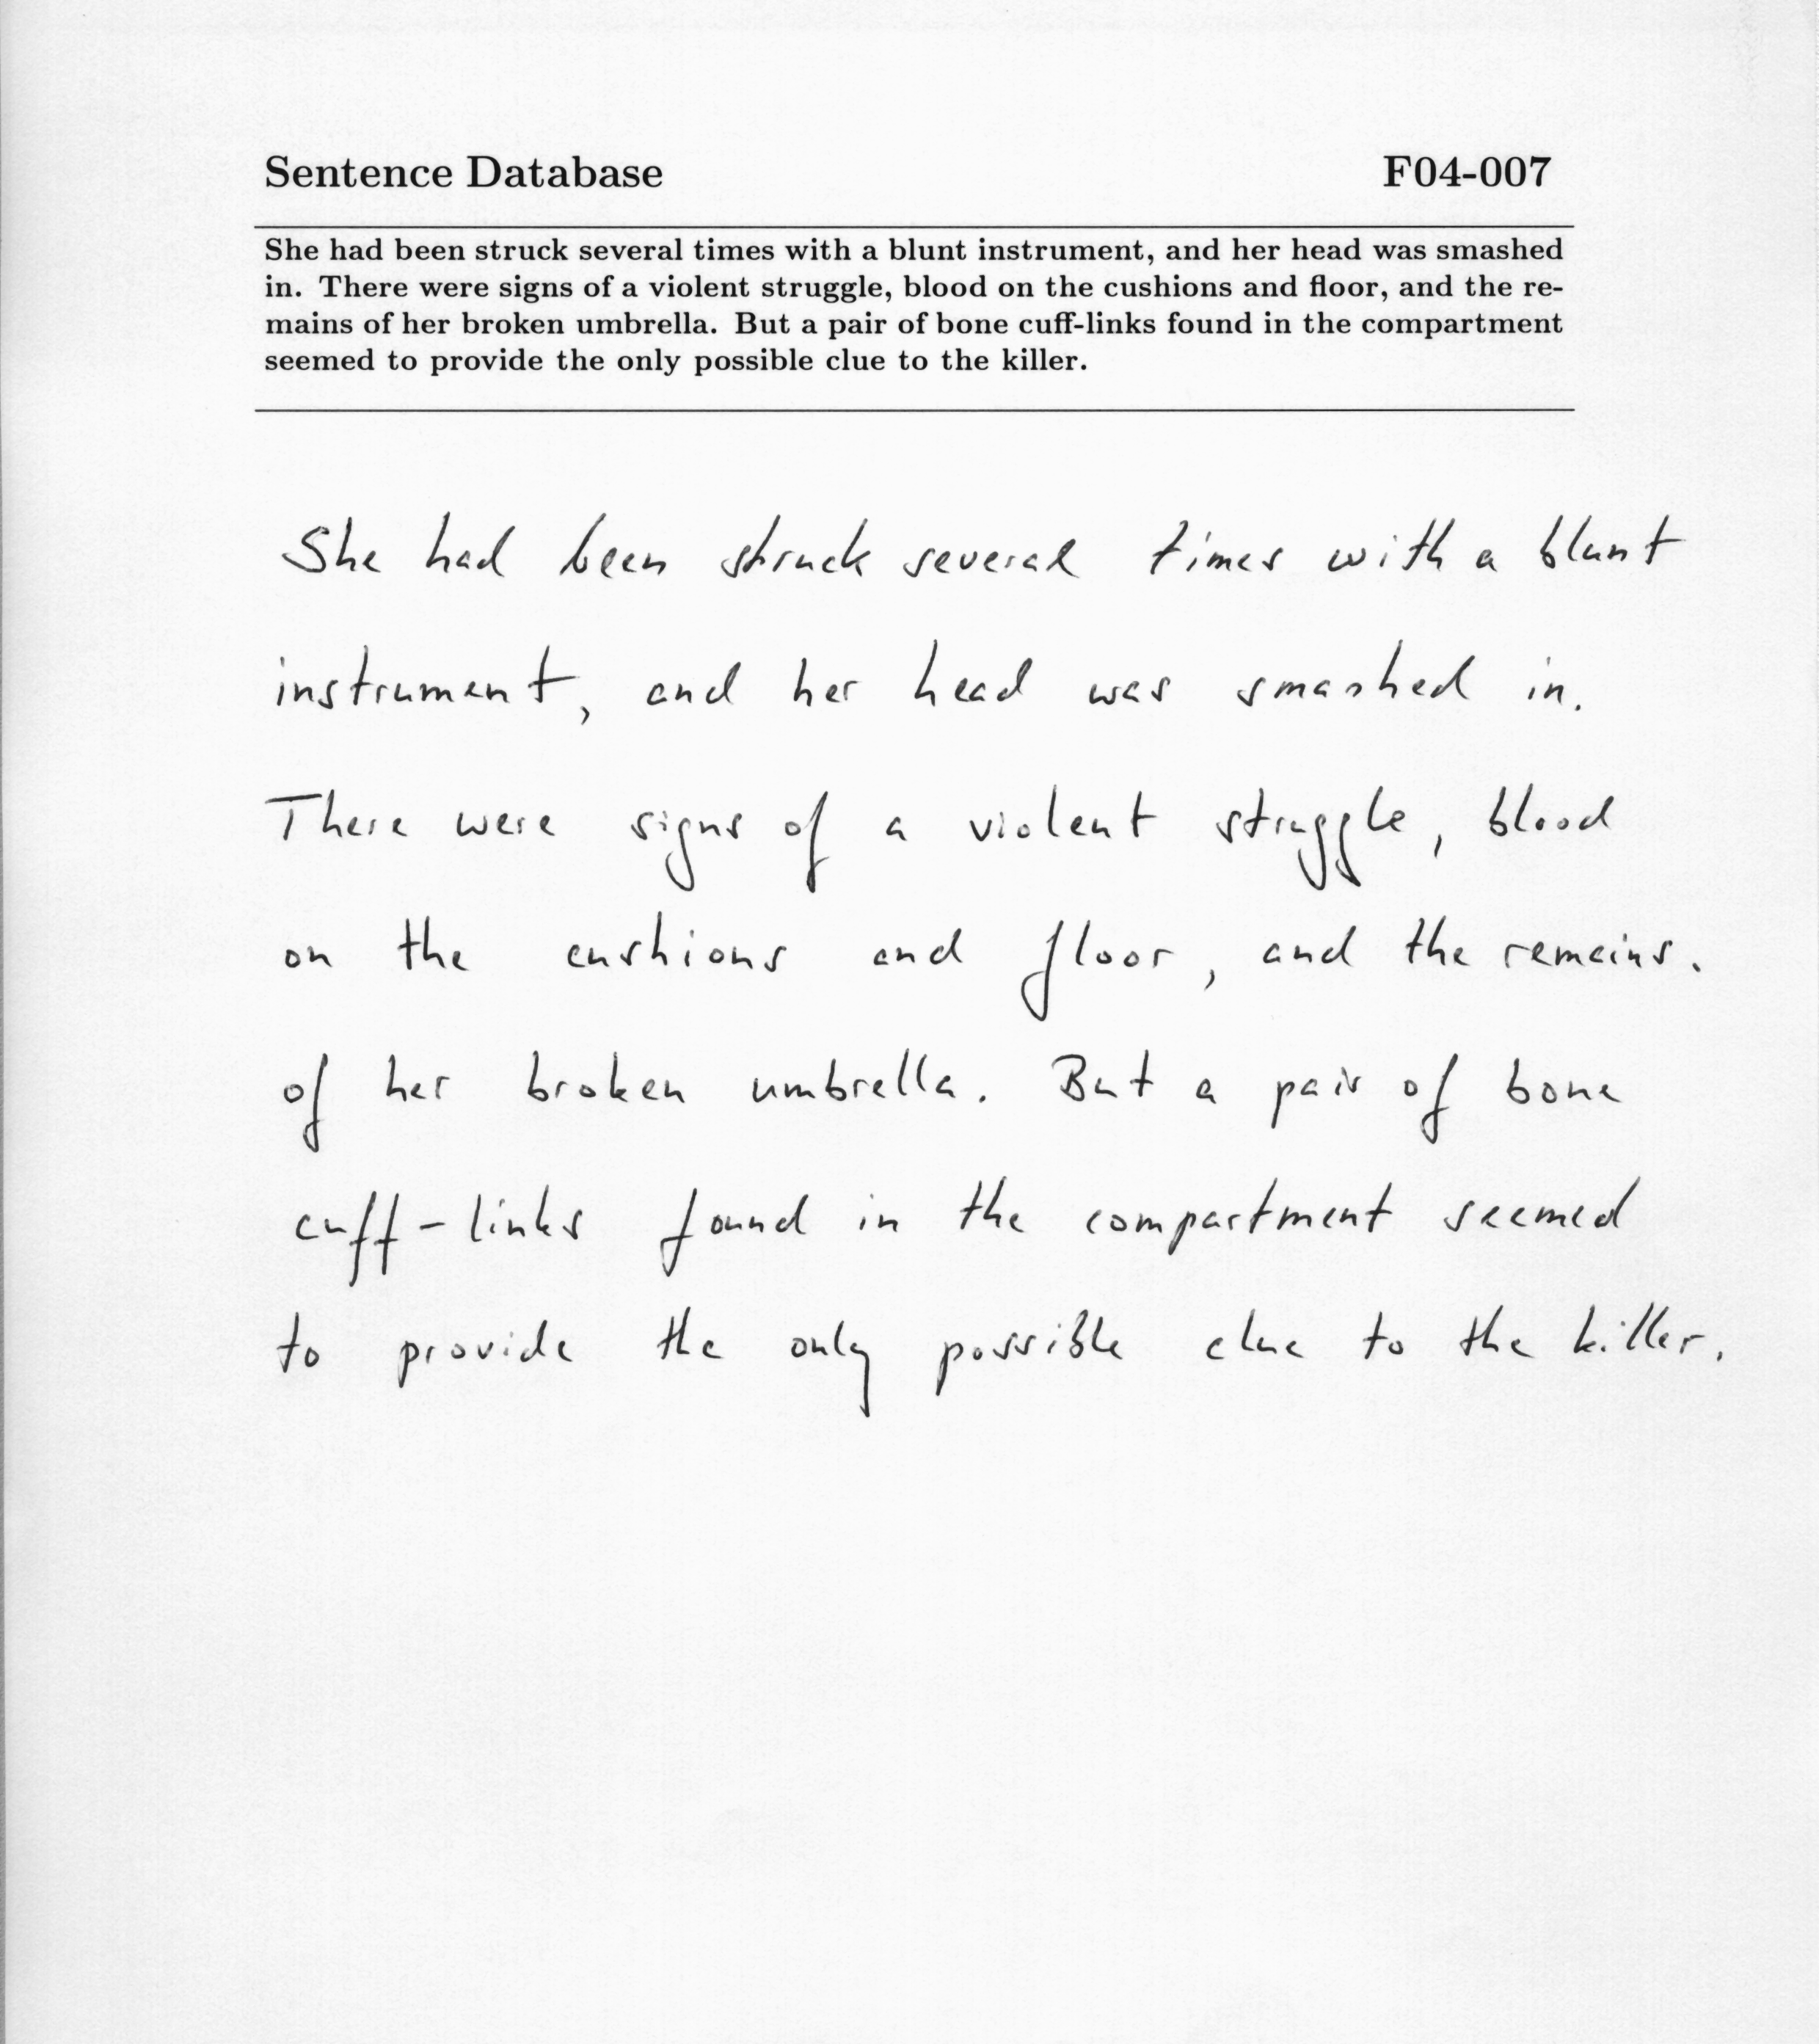 Sentence Database F04-007
She had been struck several times with a blunt instrument, and her head was smashed
in. There were signs of a violent struggle, blood on the cushions and floor, and the re-
mains of her broken umbrella. But a pair of bone cuff-links found in the compartment
seemed to provide the only possible clue to the killer.
She had been struck several times with a blunt
instrument, and her head was smashed in.
There were signs of a violent struggle, blood
on the cushions and floor, and the remains.
of her broken umbrella. But a pair of bone
cuff-links found in the compartment seemed
to provide the only possible clue to the killer.